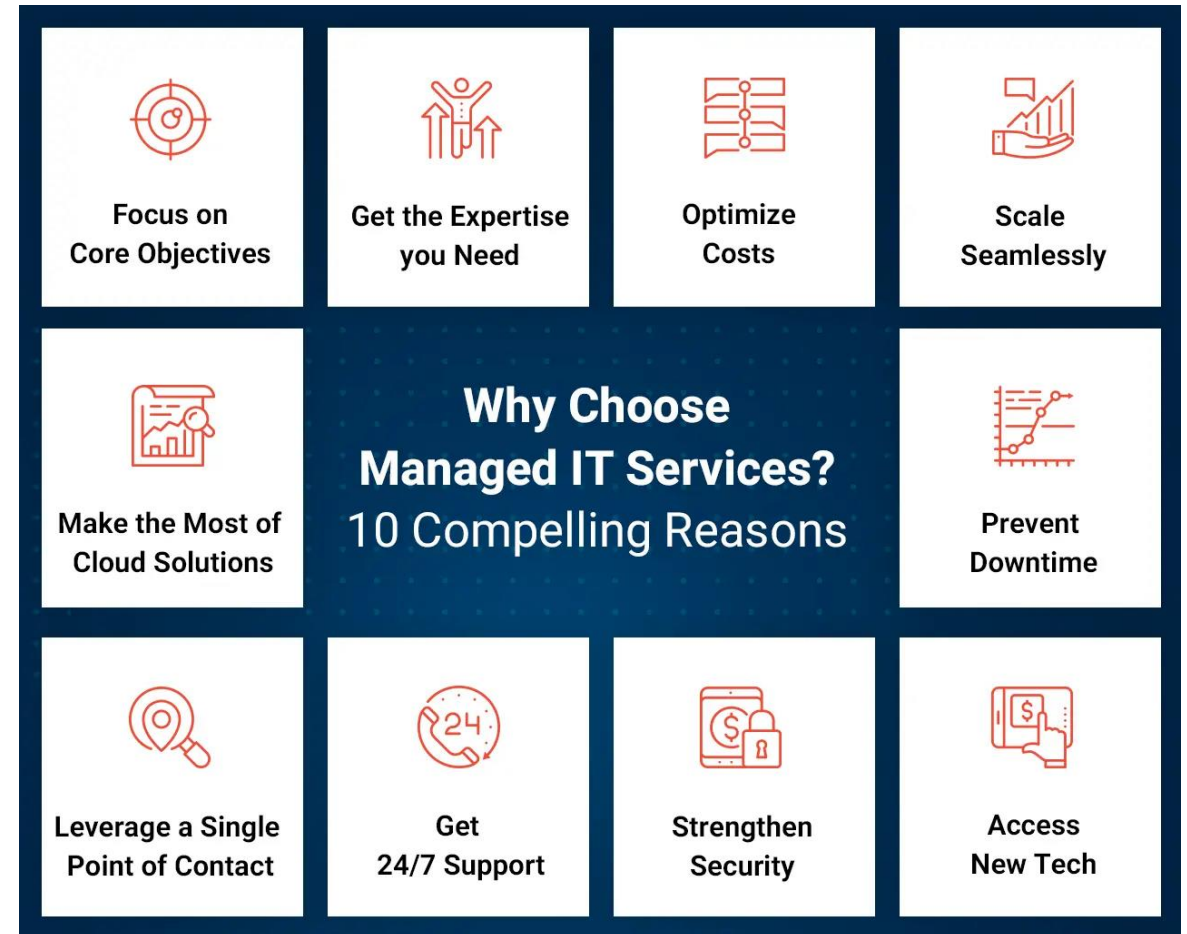 Focus on
Core Objectives
Get the Expertise
you Need
Optimize
Costs
Scale
Seamlessly
Make the Most of
Cloud Solutions
Why Choose
Managed IT Services?
10 Compelling Reasons
Prevent
Downtime
Leverage a Single
Point of Contact
24
Get
24/7 Support
$
Strengthen
Security
$
Access
New Tech